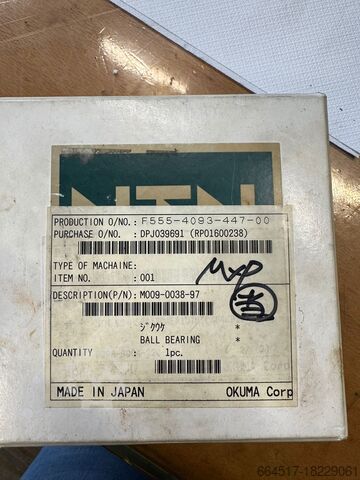 NTN
PRODUCTION O/NO. : F555-4093-447-00
PURCHASE O/NO. : DPJ039691 (RPO1600238)
TYPE OF MACHAINE:
ITEM NO. : 001
DESCRIPTION(P/N): M009-0038-97
ジクウケ *
BALL BEARING *
QUANTITY : 1pc.
MADE IN JAPAN OKUMA Corp
664517-18229061